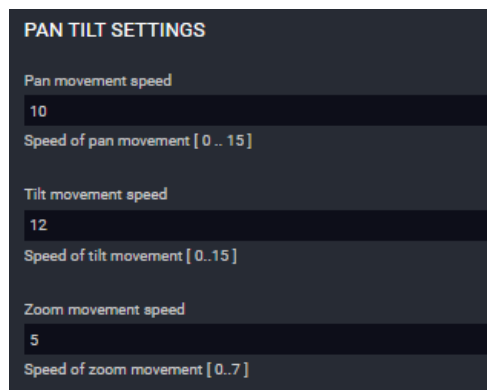 PAN TILT SETTINGS
Pan movement speed
10
Speed of pan movement [ 0 .. 15 ]
Tilt movement speed
12
Speed of tilt movement [ 0..15 ]
Zoom movement speed
5
Speed of zoom movement [ 0..7 ]